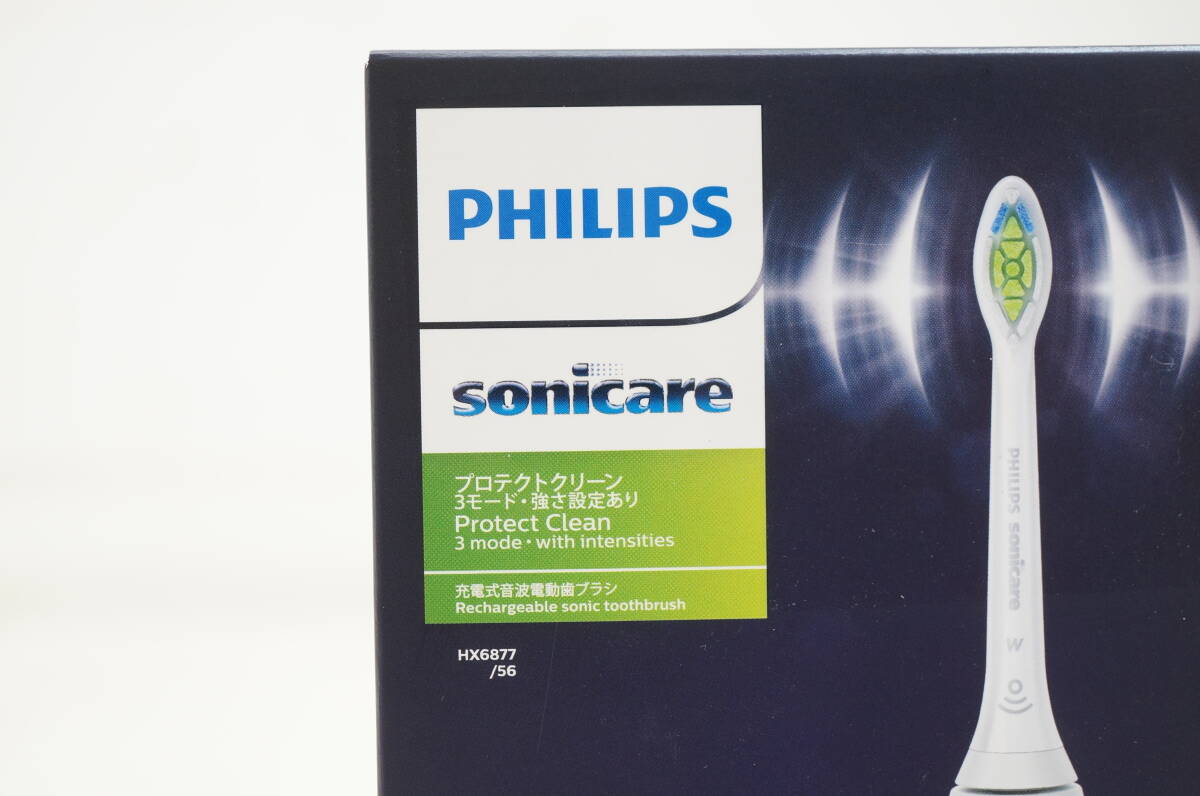 PHILIPS
sonicare
プロテクトクリーン
3モード・強さ設定あり
Protect Clean
3 mode・with intensities
充電式音波電動歯ブラシ
Rechargeable sonic toothbrush
HX6877
/56
PHILIPS sonicare
W